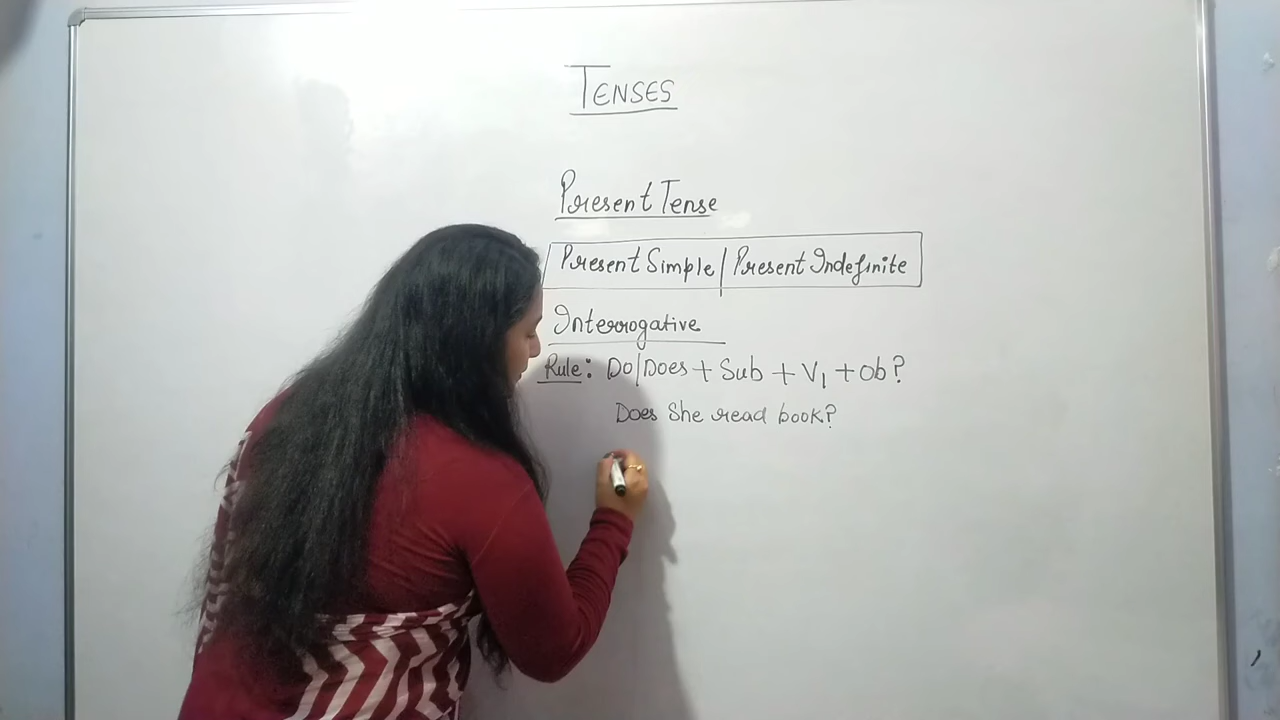 TENSES
Present Tense
Present Simple | Present Indefinite
Interrogative
Rule: Do|Does + Sub + V1 + Ob?
Does She read book?